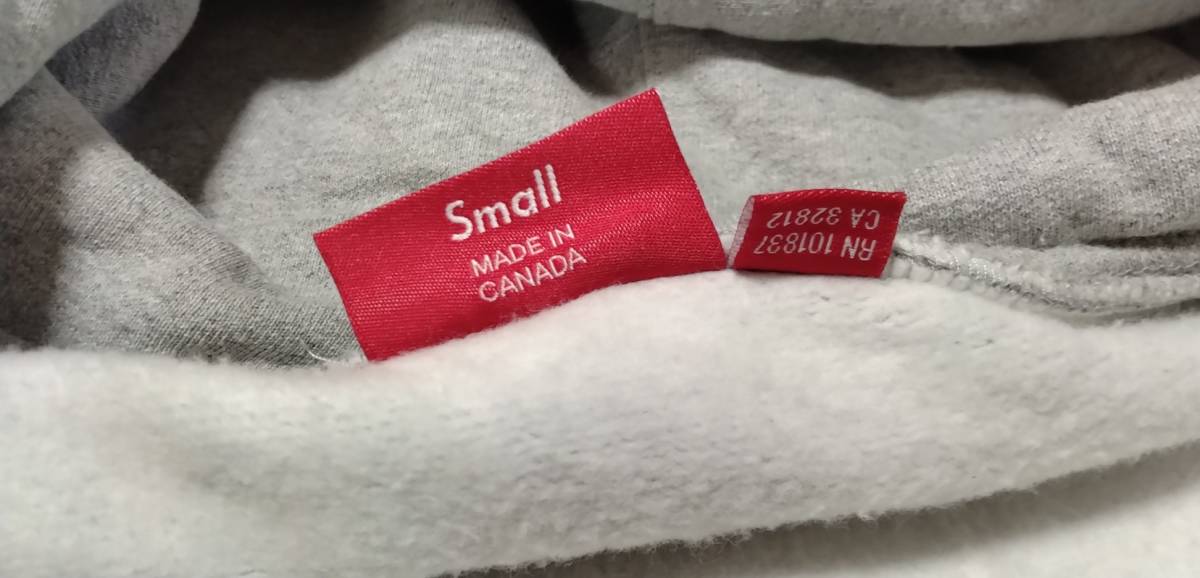 Small
MADE IN
CANADA
RN 101837
CA 32812